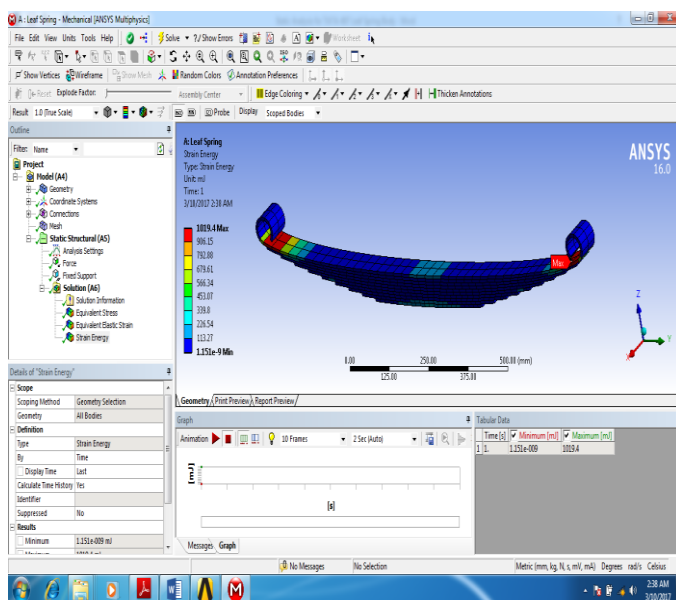 A : Leaf Spring - Mechanical [ANSYS Multiphysics]
File Edit View Units Tools Help Solve ?/Show Errors Worksheet
Show Vertices Wireframe Show Mesh Random Colors Annotation Preferences
Reset Explode Factor: Assembly Center Edge Coloring Thicken Annotations
Result 1.0 (True Scale) Probe Display Scoped Bodies
Outline
Filter: Name
Project
Model (A4)
Geometry
Coordinate Systems
Connections
Mesh
Static Structural (A5)
Analysis Settings
Force
Fixed Support
Solution (A6)
Solution Information
Equivalent Stress
Equivalent Elastic Strain
Strain Energy
A: Leaf Spring
Strain Energy
Type: Strain Energy
Unit: mJ
Time: 1
3/10/2017 2:38 AM
1019.4 Max
906.15
792.88
679.61
566.34
453.07
339.8
226.54
113.27
1.151e-9 Min
ANSYS
16.0
Max
Z
Y
X
0.00 250.00 500.00 (mm)
125.00 375.00
Geometry Print Preview Report Preview
Details of "Strain Energy"
Scope
Scoping Method Geometry Selection
Geometry All Bodies
Definition
Type Strain Energy
By Time
Display Time Last
Calculate Time History Yes
Identifier
Suppressed No
Results
Minimum 1.151e-009 mJ
Graph
Animation 10 Frames 2 Sec (Auto)
[s]
Messages Graph
Tabular Data
Time [s] Minimum [mJ] Maximum [mJ]
1 1. 1.151e-009 1019.4
No Messages No Selection Metric (mm, kg, N, s, mV, mA) Degrees rad/s Celsius
2:38 AM
3/10/2017